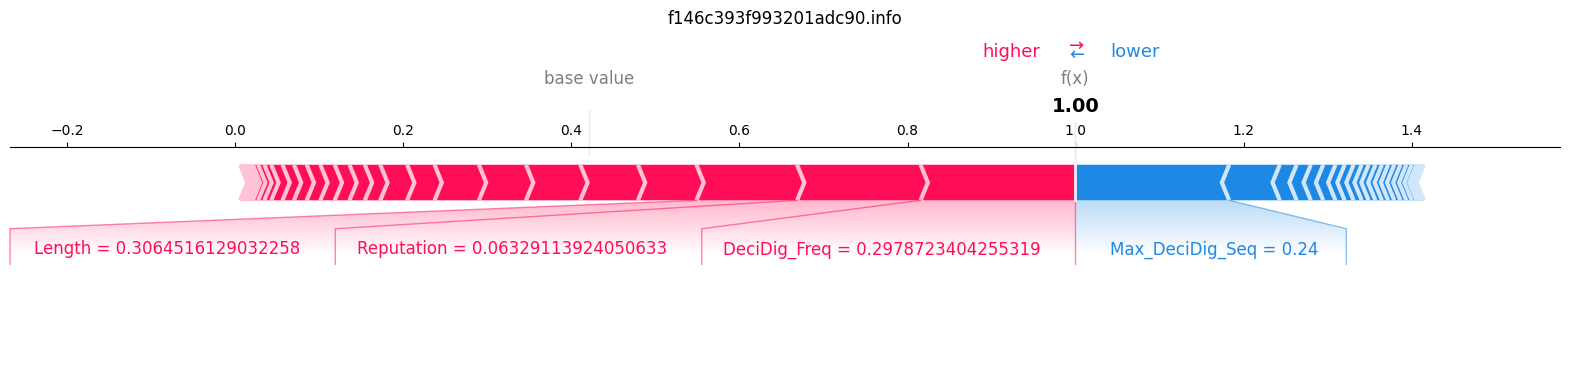 f146c393f993201adc90.info
higher → lower
←
base value f(x)
1.00
−0.2 0.0 0.2 0.4 0.6 0.8 1.0 1.2 1.4
Length = 0.3064516129032258 Reputation = 0.06329113924050633 DeciDig_Freq = 0.2978723404255319 Max_DeciDig_Seq = 0.24